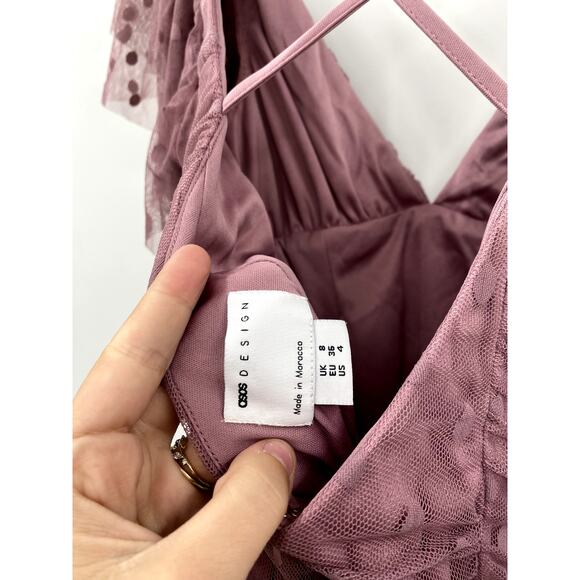 asos DESIGN
Made in Morocco
UK 8
EU 36
US 4